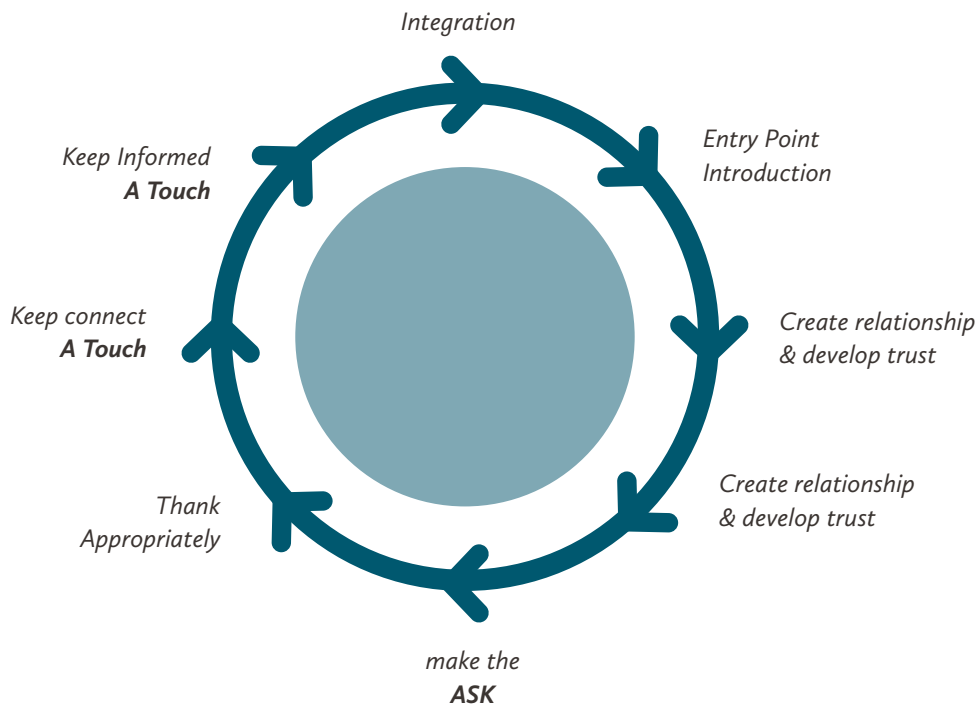 Integration
Entry Point
Introduction
Create relationship
& develop trust
Create relationship
& develop trust
make the
ASK
Thank
Appropriately
Keep connect
A Touch
Keep Informed
A Touch